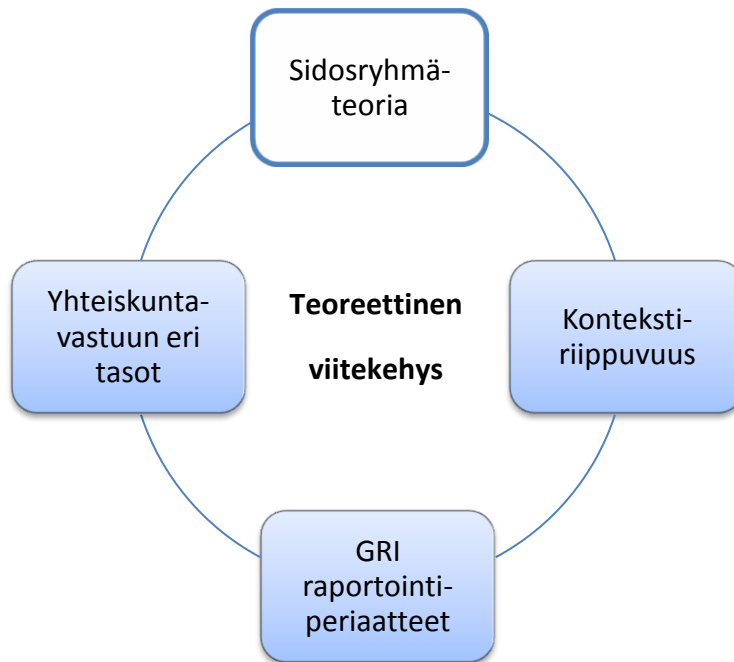 Sidosryhmä-
teoria
Yhteiskunta-
vastuun eri
tasot
Teoreettinen
viitekehys
Konteksti-
riippuvuus
GRI
raportointi-
periaatteet